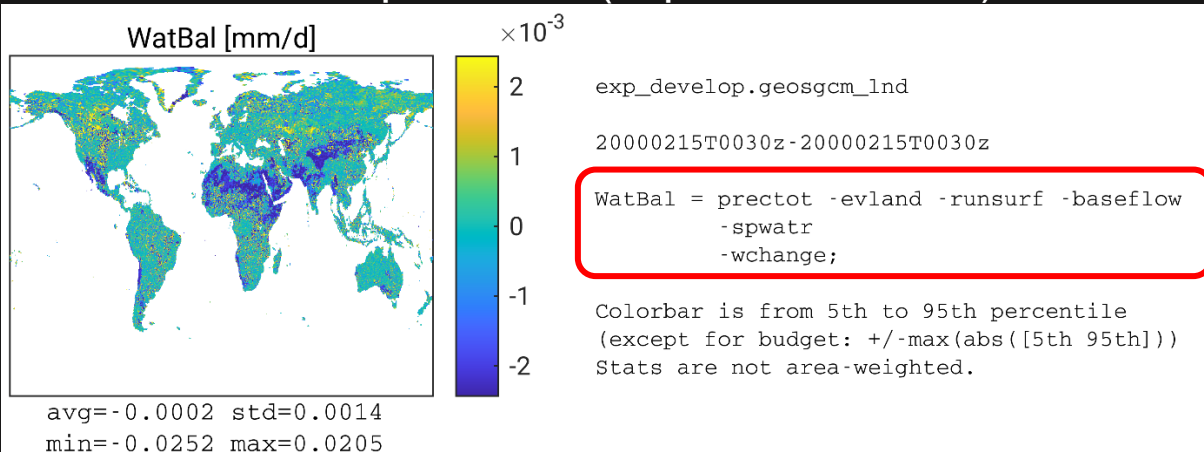 WatBal [mm/d]
×10-3
2
1
0
-1
-2
avg=-0.0002 std=0.0014
min=-0.0252 max=0.0205
exp_develop.geosgcm_lnd
20000215T0030z-20000215T0030z
WatBal = prectot -evland -runsurf -baseflow
-spwatr
-wchange;
Colorbar is from 5th to 95th percentile
(except for budget: +/-max(abs([5th 95th]))
Stats are not area-weighted.